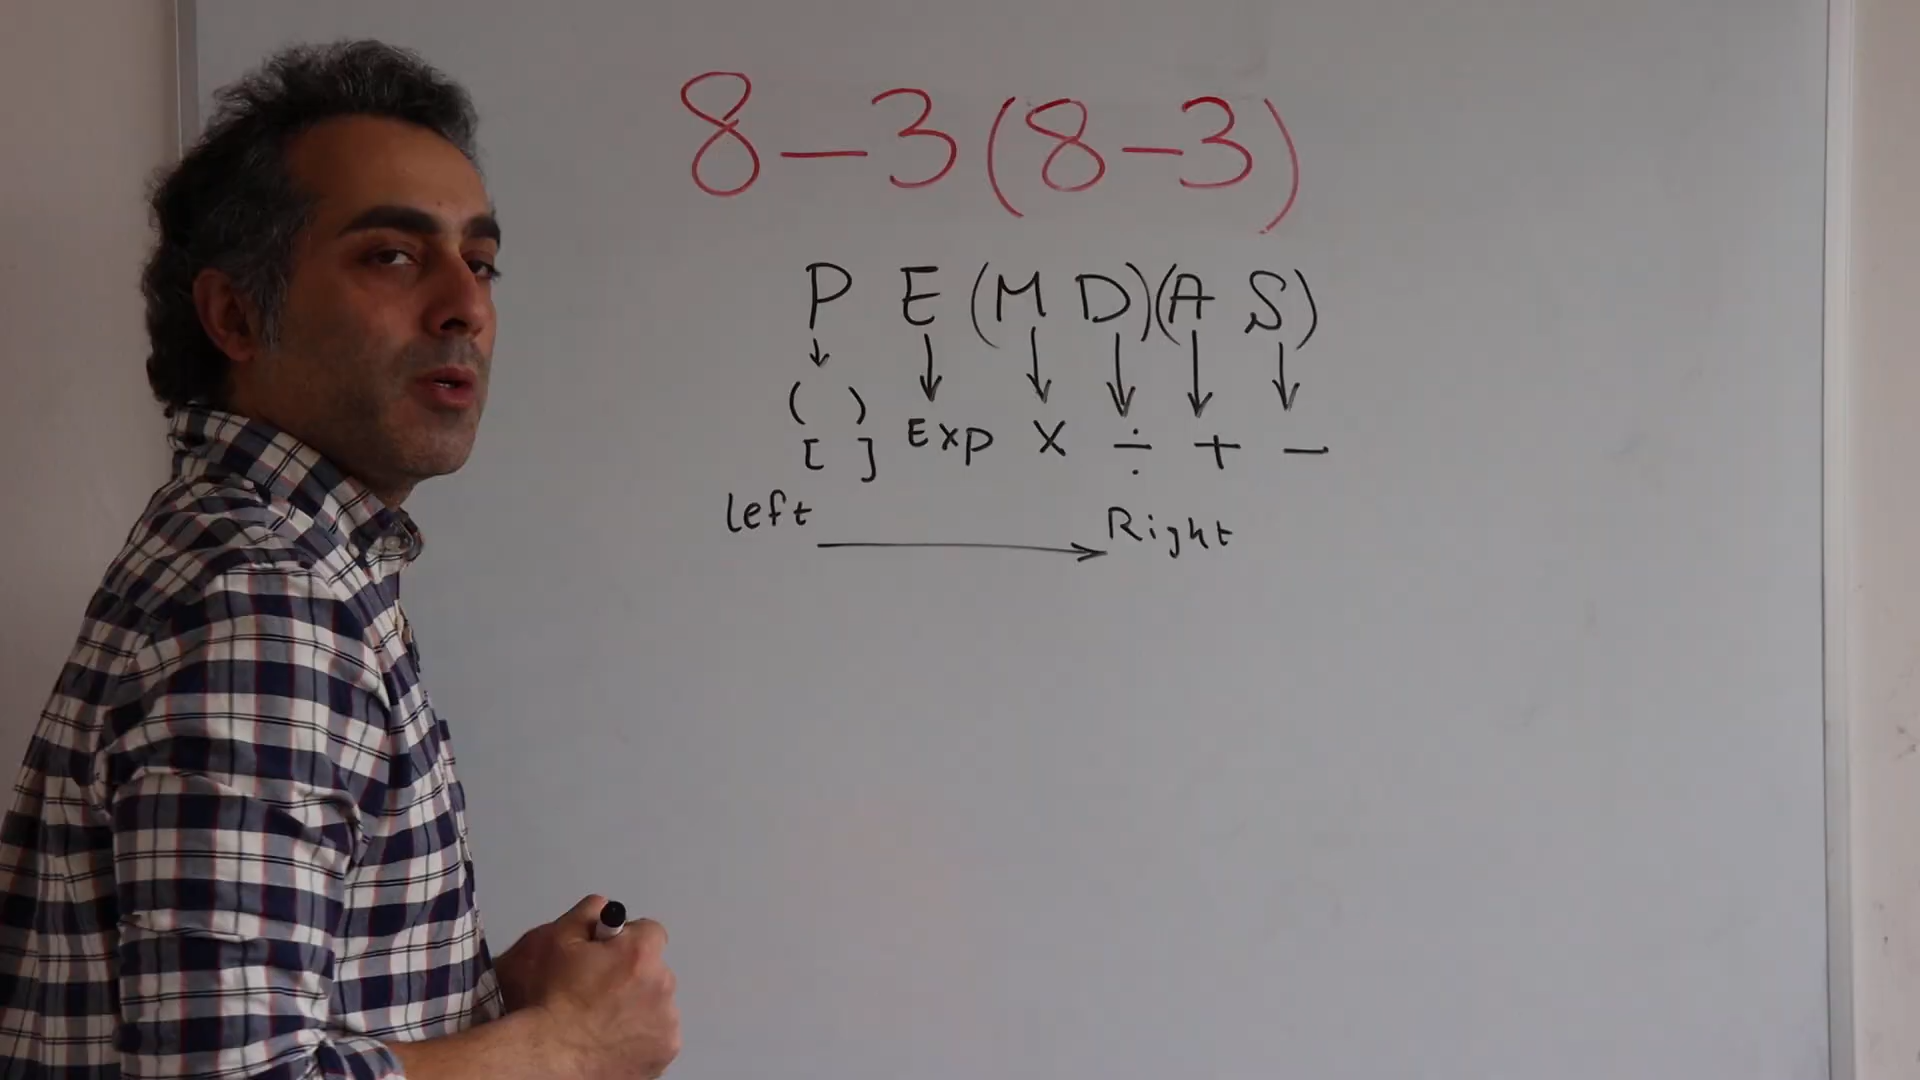 8-3(8-3)
P E (M D)(A S)
( )
[ ] Exp × ÷ + -
Left Right